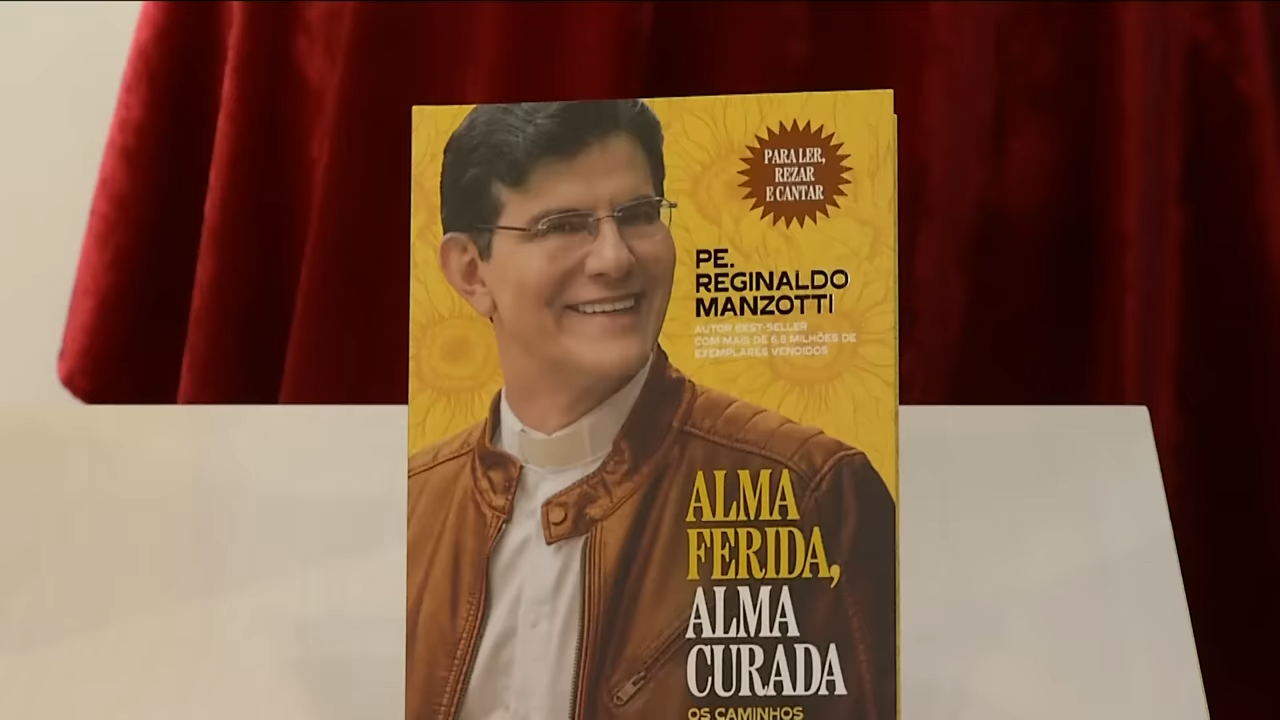 PARA LER,
REZAR
E CANTAR
PE.
REGINALDO
MANZOTTI
AUTOR BEST-SELLER
COM MAIS DE 6,8 MILHÕES DE
EXEMPLARES VENDIDOS
ALMA
FERIDA,
ALMA
CURADA
OS CAMINHOS